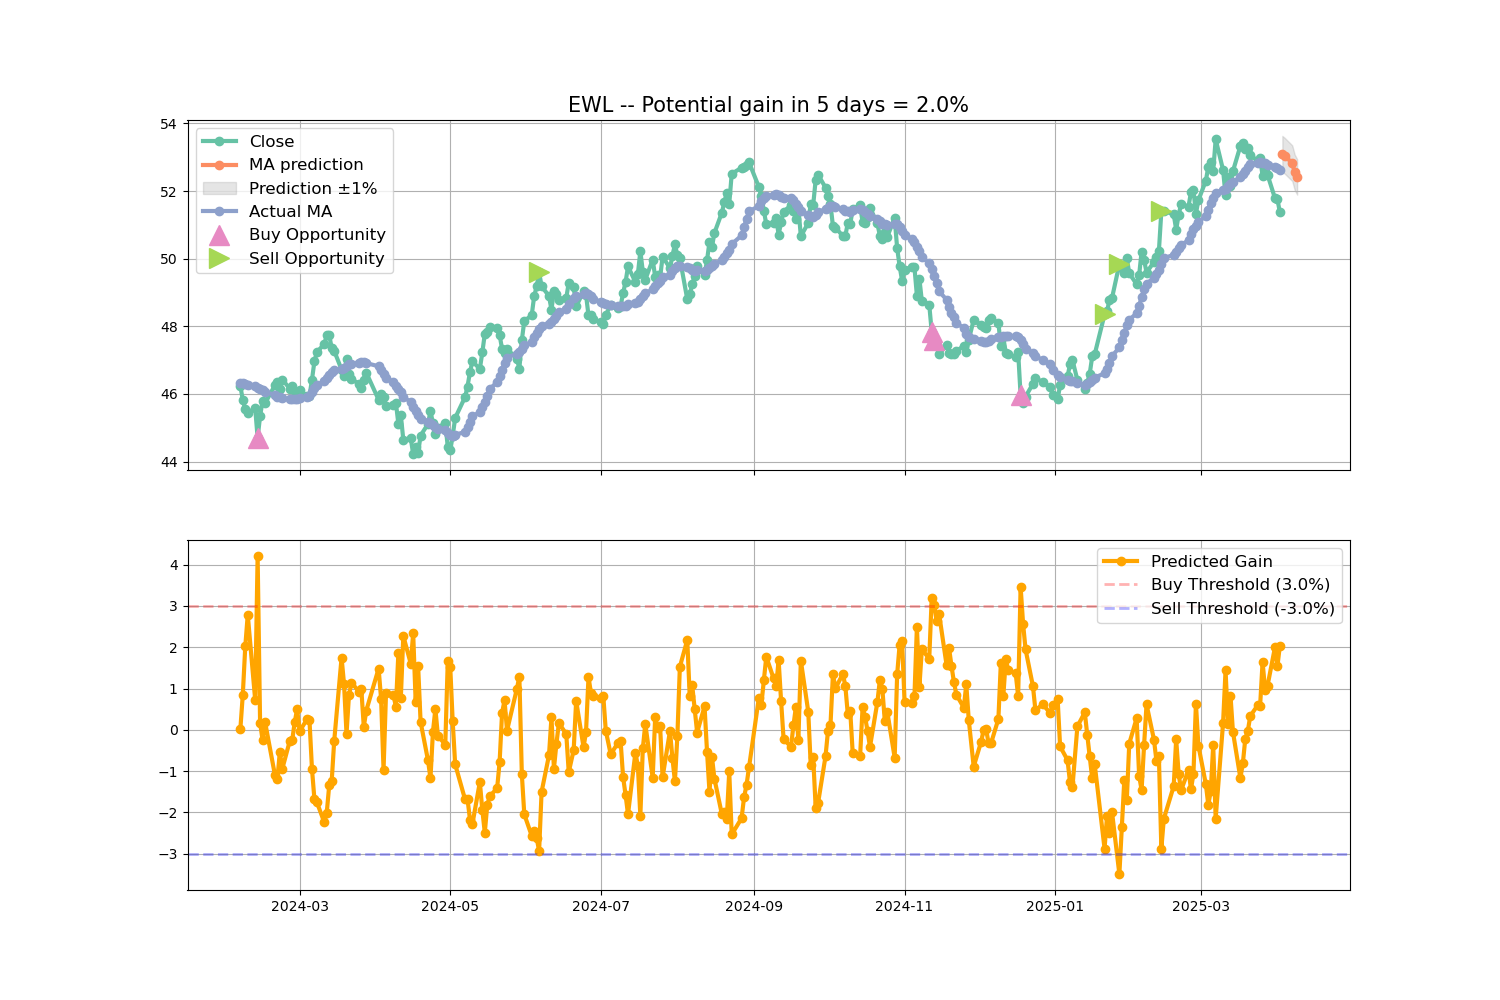 EWL -- Potential gain in 5 days = 2.0%
54
52
50
48
46
44
Close
MA prediction
Prediction ±1%
Actual MA
Buy Opportunity
Sell Opportunity
4
3
2
1
0
−1
−2
−3
Predicted Gain
Buy Threshold (3.0%)
Sell Threshold (-3.0%)
2024-03
2024-05
2024-07
2024-09
2024-11
2025-01
2025-03